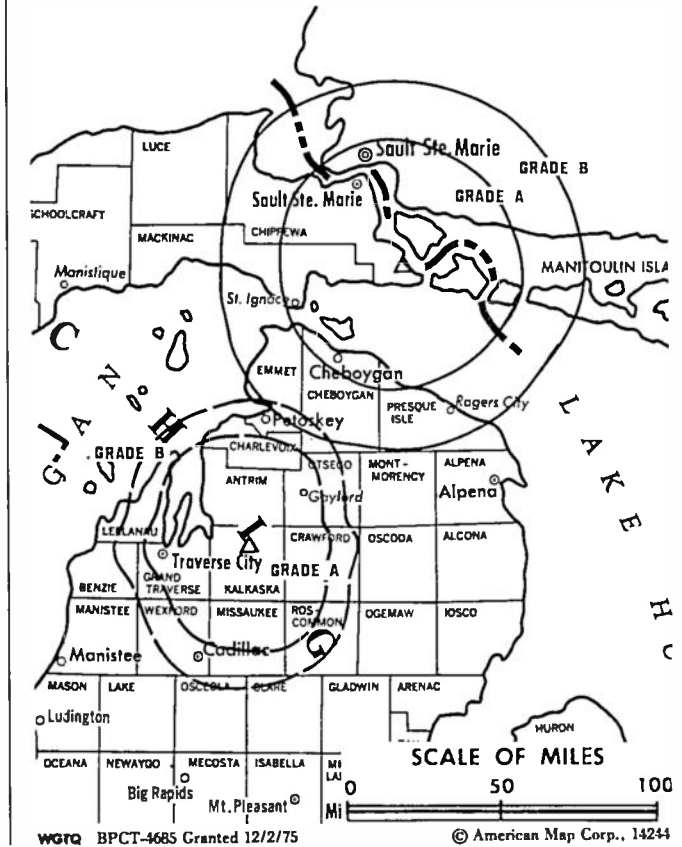 LUCE
Sault Ste. Marie
GRADE B
GRADE A
Sault Ste. Marie
SCHOOLCRAFT
CHIPPEWA
MACKINAC
MANITOULIN ISLA
Manistique
St. Ignace
C
EMMET
Cheboygan
CHEBOYGAN
PRESQUE
ISLE
Rogers City
G A N
H
Petoskey
L A K E
H
GRADE B
CHARLEVOIX
OTSEGO
MONT-
MORENCY
ALPENA
ANTRIM
Gaylord
Alpena
I
LEELANAU
CRAWFORD
OSCODA
ALCONA
Traverse City
GRADE A
GRAND
TRAVERSE
BENZIE
KALKASKA
MANISTEE
WEXFORD
MISSAUKEE
ROS-
COMMON
OGEMAW
IOSCO
G
Manistee
Cadillac
MASON
LAKE
OSCEOLA
CLARE
GLADWIN
ARENAC
Ludington
HURON
SCALE OF MILES
OCEANA
NEWAYGO
MECOSTA
ISABELLA
0 50 100
Big Rapids
Mt. Pleasant
Mi
WGTQ BPCT-4685 Granted 12/2/75
© American Map Corp., 14244